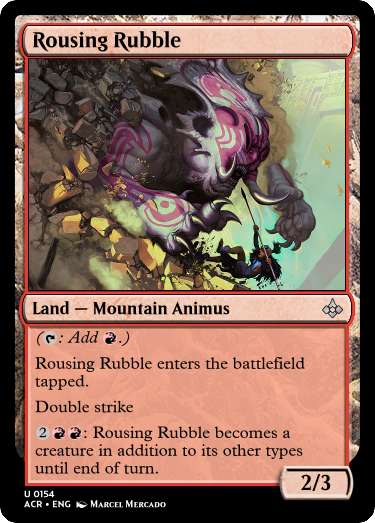 Rousing Rubble
Land — Mountain Animus
(: Add .)
Rousing Rubble enters the battlefield
tapped.
Double strike
2: Rousing Rubble becomes a
creature in addition to its other types
until end of turn.
2/3
U 0154
ACR • ENG Marcel Mercado